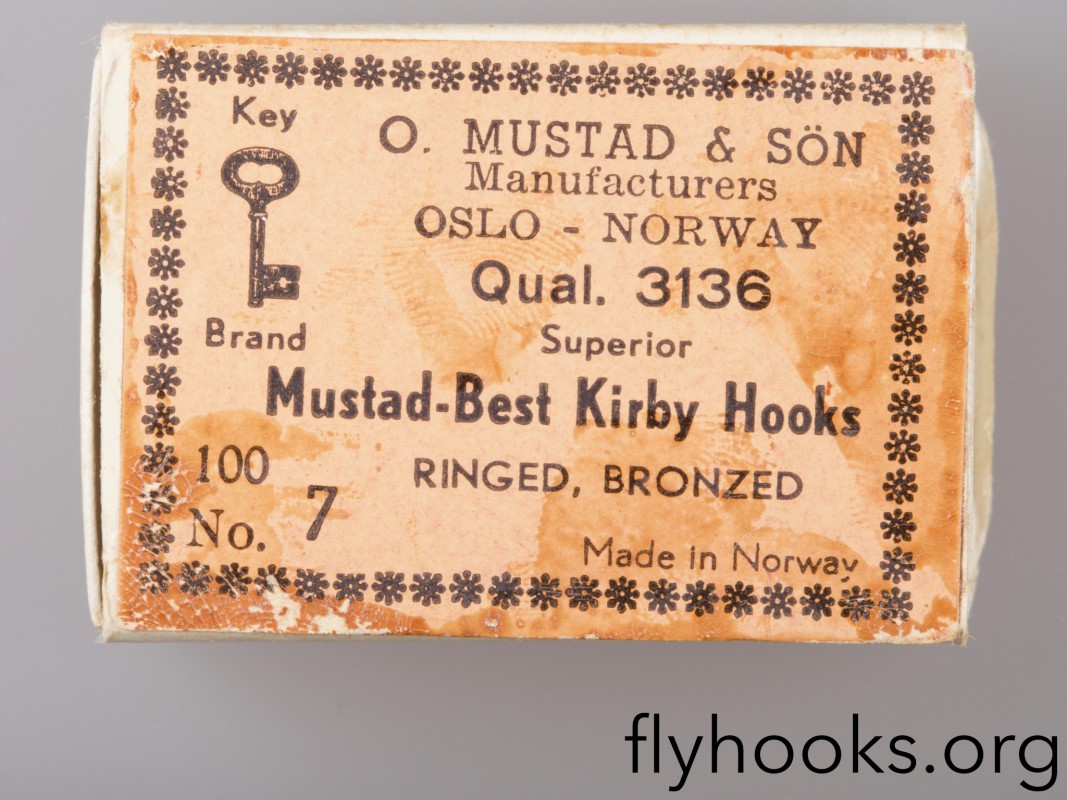 Key
O. MUSTAD & SÖN
Manufacturers
OSLO - NORWAY
Qual. 3136
Brand
Superior
Mustad-Best Kirby Hooks
100
RINGED, BRONZED
No. 7
Made in Norway
flyhooks.org